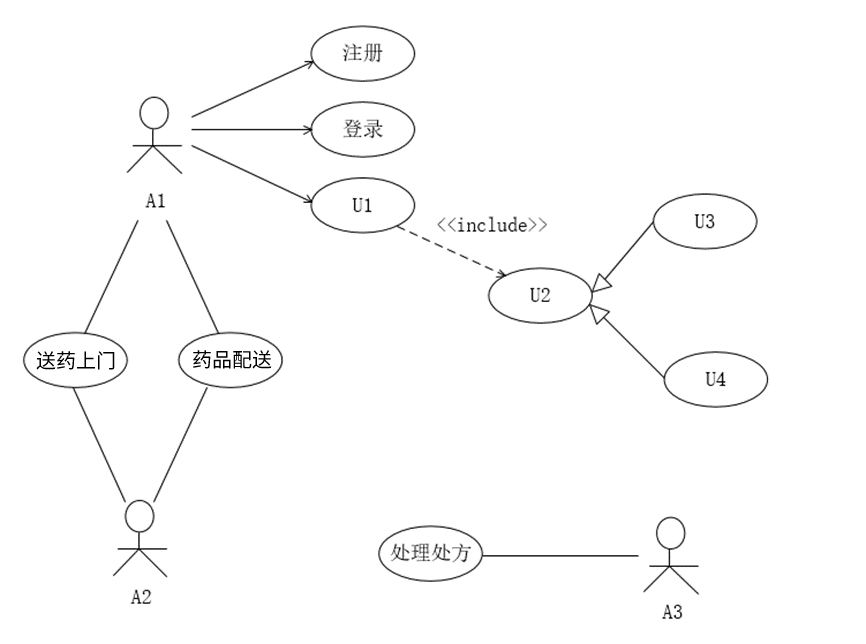 注册
登录
A1
U1
<<include>>
U3
U2
送药上门
药品配送
U4
处理处方
A2
A3